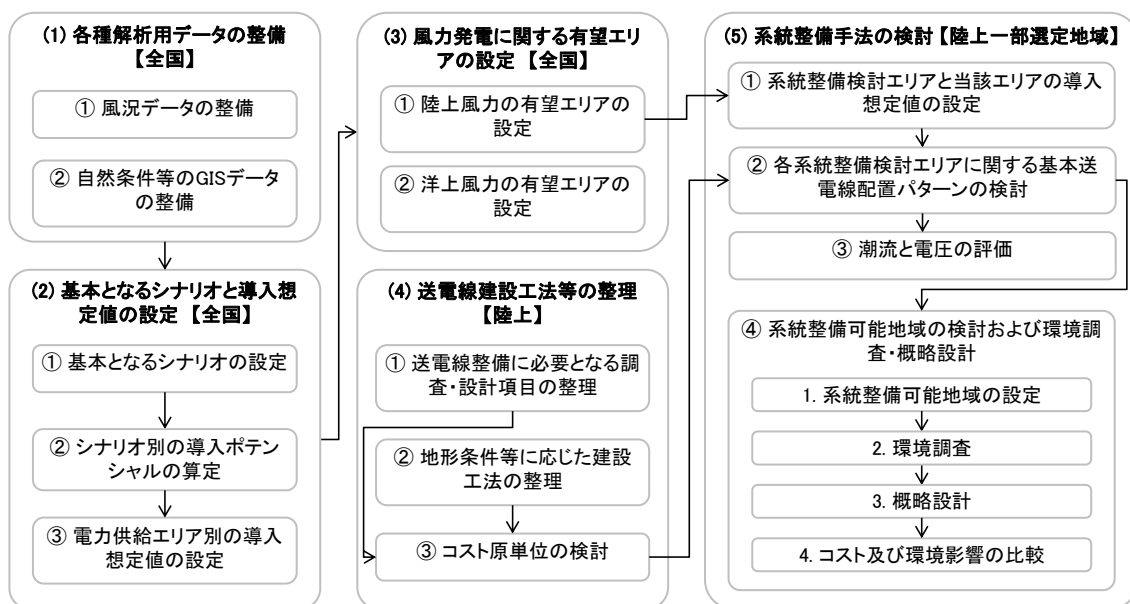 (1) 各種解析用データの整備
【全国】
① 風況データの整備
② 自然条件等のGISデータ
の整備
(2) 基本となるシナリオと導入想
定値の設定 【全国】
① 基本となるシナリオの設定
② シナリオ別の導入ポテン
シャルの算定
③ 電力供給エリア別の導入
想定値の設定
(3) 風力発電に関する有望エリ
アの設定 【全国】
① 陸上風力の有望エリアの
設定
② 洋上風力の有望エリアの
設定
(4) 送電線建設工法等の整理
【陸上】
① 送電線整備に必要となる調
査・設計項目の整理
② 地形条件等に応じた建設
工法の整理
③ コスト原単位の検討
(5) 系統整備手法の検討【陸上一部選定地域】
① 系統整備検討エリアと当該エリアの導入
想定値の設定
② 各系統整備検討エリアに関する基本送
電線配置パターンの検討
③ 潮流と電圧の評価
④ 系統整備可能地域の検討および環境調
査・概略設計
1. 系統整備可能地域の設定
2. 環境調査
3. 概略設計
4. コスト及び環境影響の比較